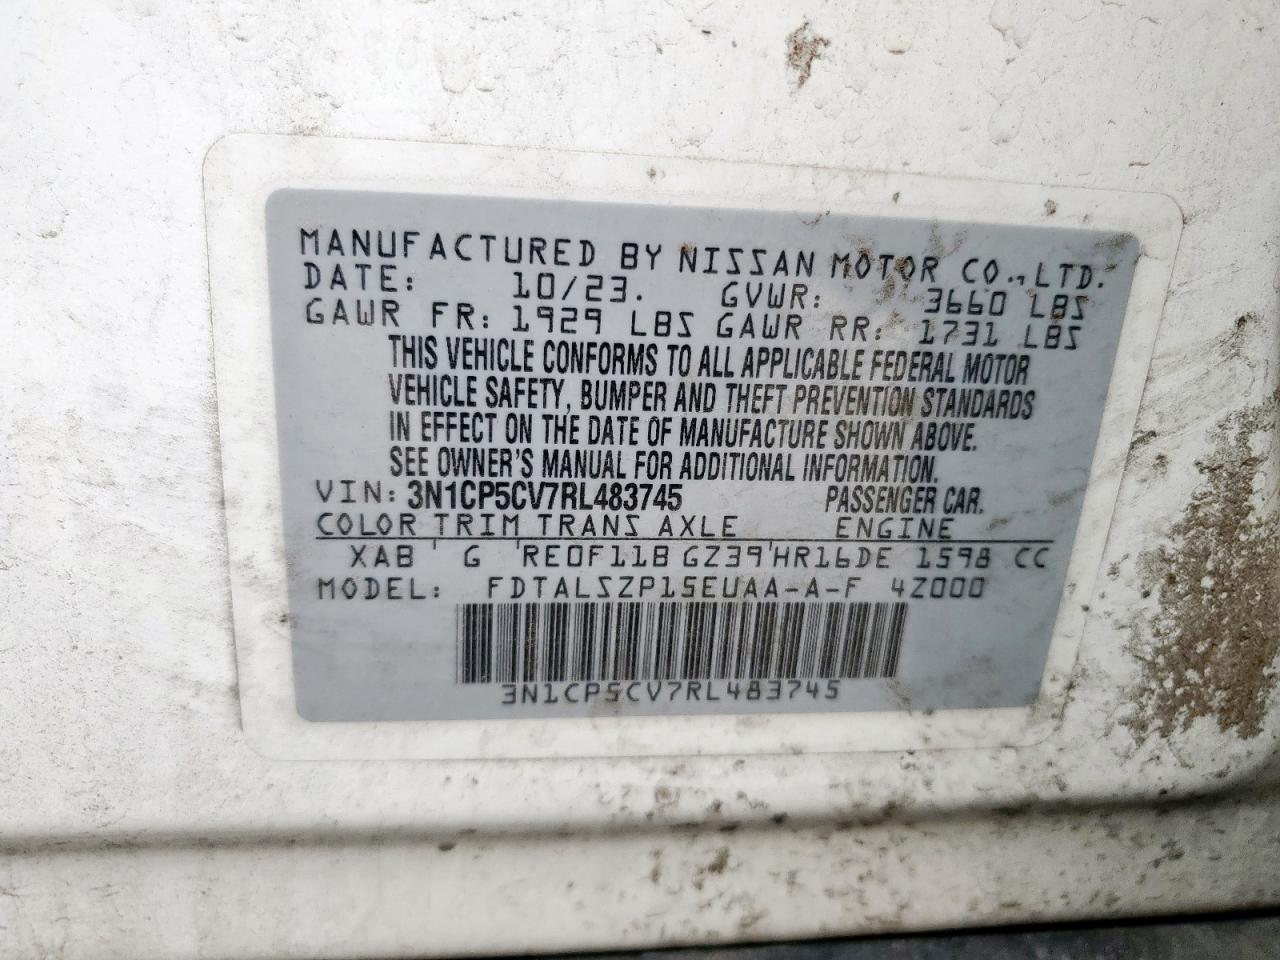 MANUFACTURED BY NISSAN MOTOR CO.,LTD.
DATE: 10/23. GVWR: 3660 LBS
GAWR FR: 1929 LBS GAWR RR: 1731 LBS
THIS VEHICLE CONFORMS TO ALL APPLICABLE FEDERAL MOTOR
VEHICLE SAFETY, BUMPER AND THEFT PREVENTION STANDARDS
IN EFFECT ON THE DATE OF MANUFACTURE SHOWN ABOVE.
SEE OWNER'S MANUAL FOR ADDITIONAL INFORMATION.
VIN: 3N1CP5CV7RL483745 PASSENGER CAR.
COLOR TRIM TRANS AXLE ENGINE
XAB ' G 'RE0F11B GZ39'HR16DE 1598 CC
MODEL: FDTALSZP15EUAA-A-F 4Z000
3N1CP5CV7RL483745